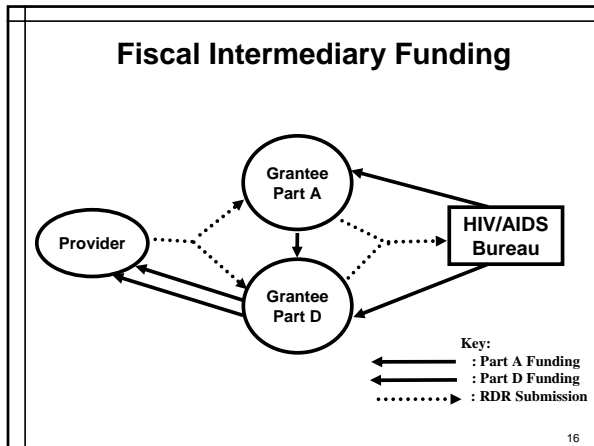 Fiscal Intermediary Funding
Grantee
Part A
Provider
HIV/AIDS
Bureau
Grantee
Part D
Key:
: Part A Funding
: Part D Funding
: RDR Submission
16